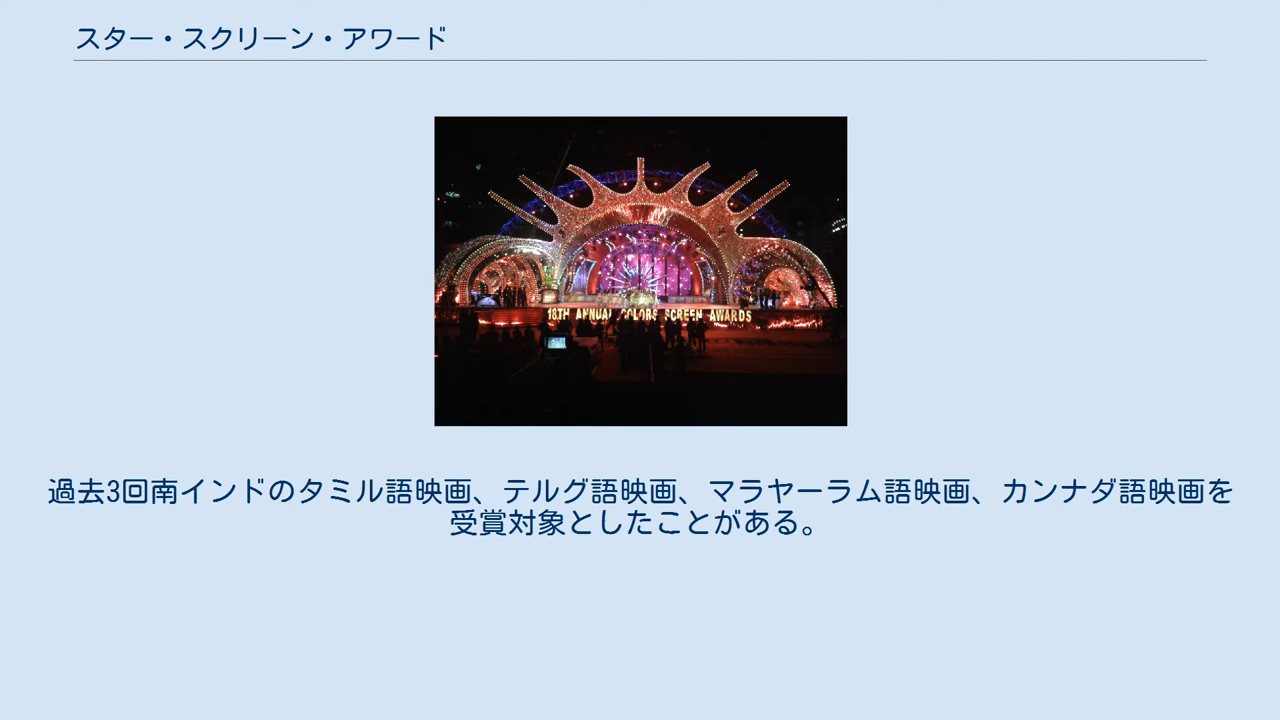 スター・スクリーン・アワード
18TH ANNUAL COLORS SCREEN AWARDS
過去3回南インドのタミル語映画、テルグ語映画、マラヤーラム語映画、カンナダ語映画を
受賞対象としたことがある。